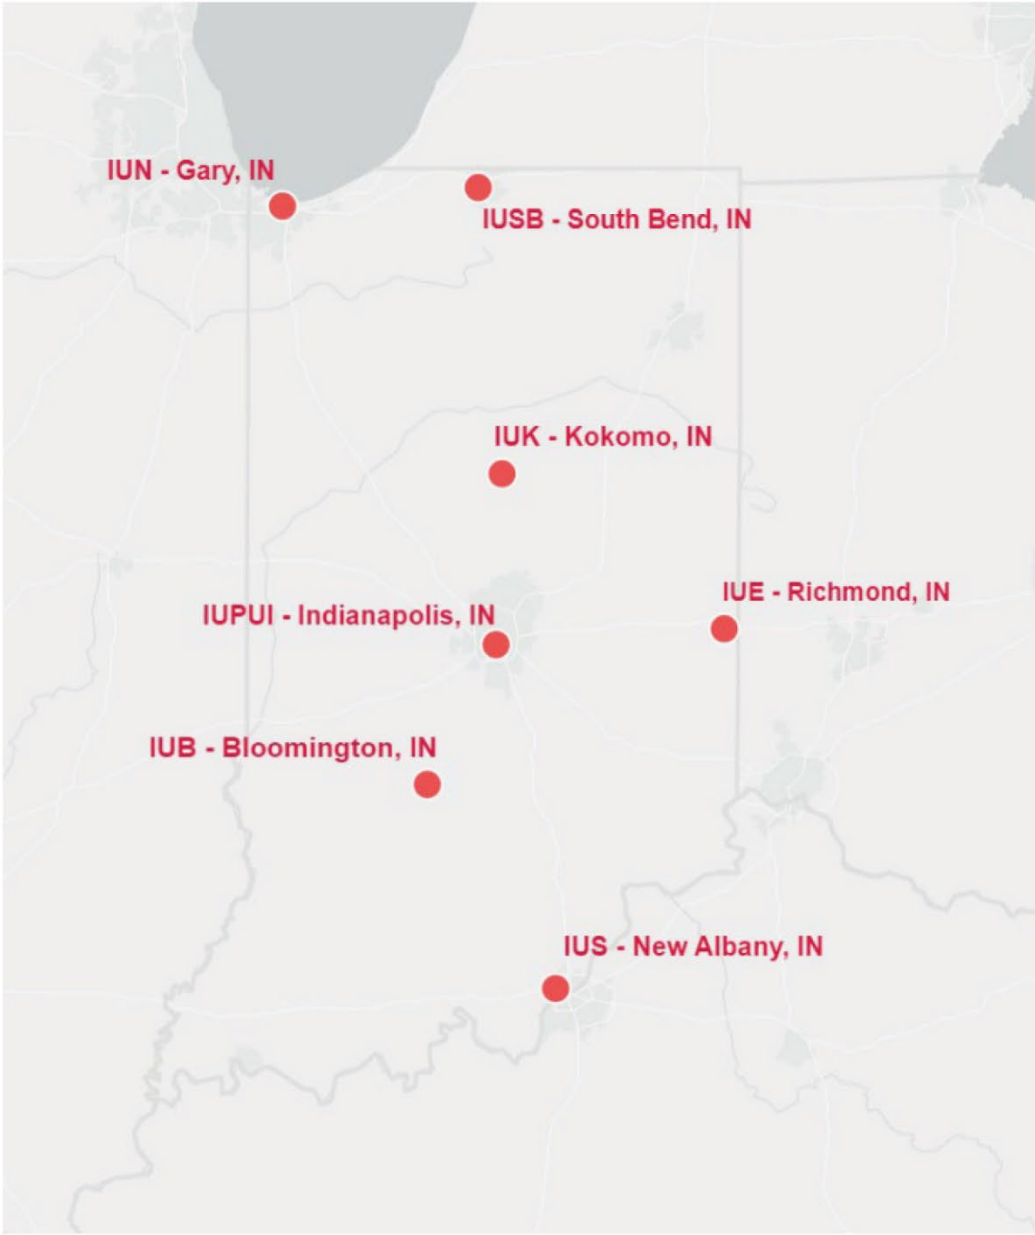 IUN - Gary, IN
IUSB - South Bend, IN
IUK - Kokomo, IN
IUE - Richmond, IN
IUPUI - Indianapolis, IN
IUB - Bloomington, IN
IUS - New Albany, IN